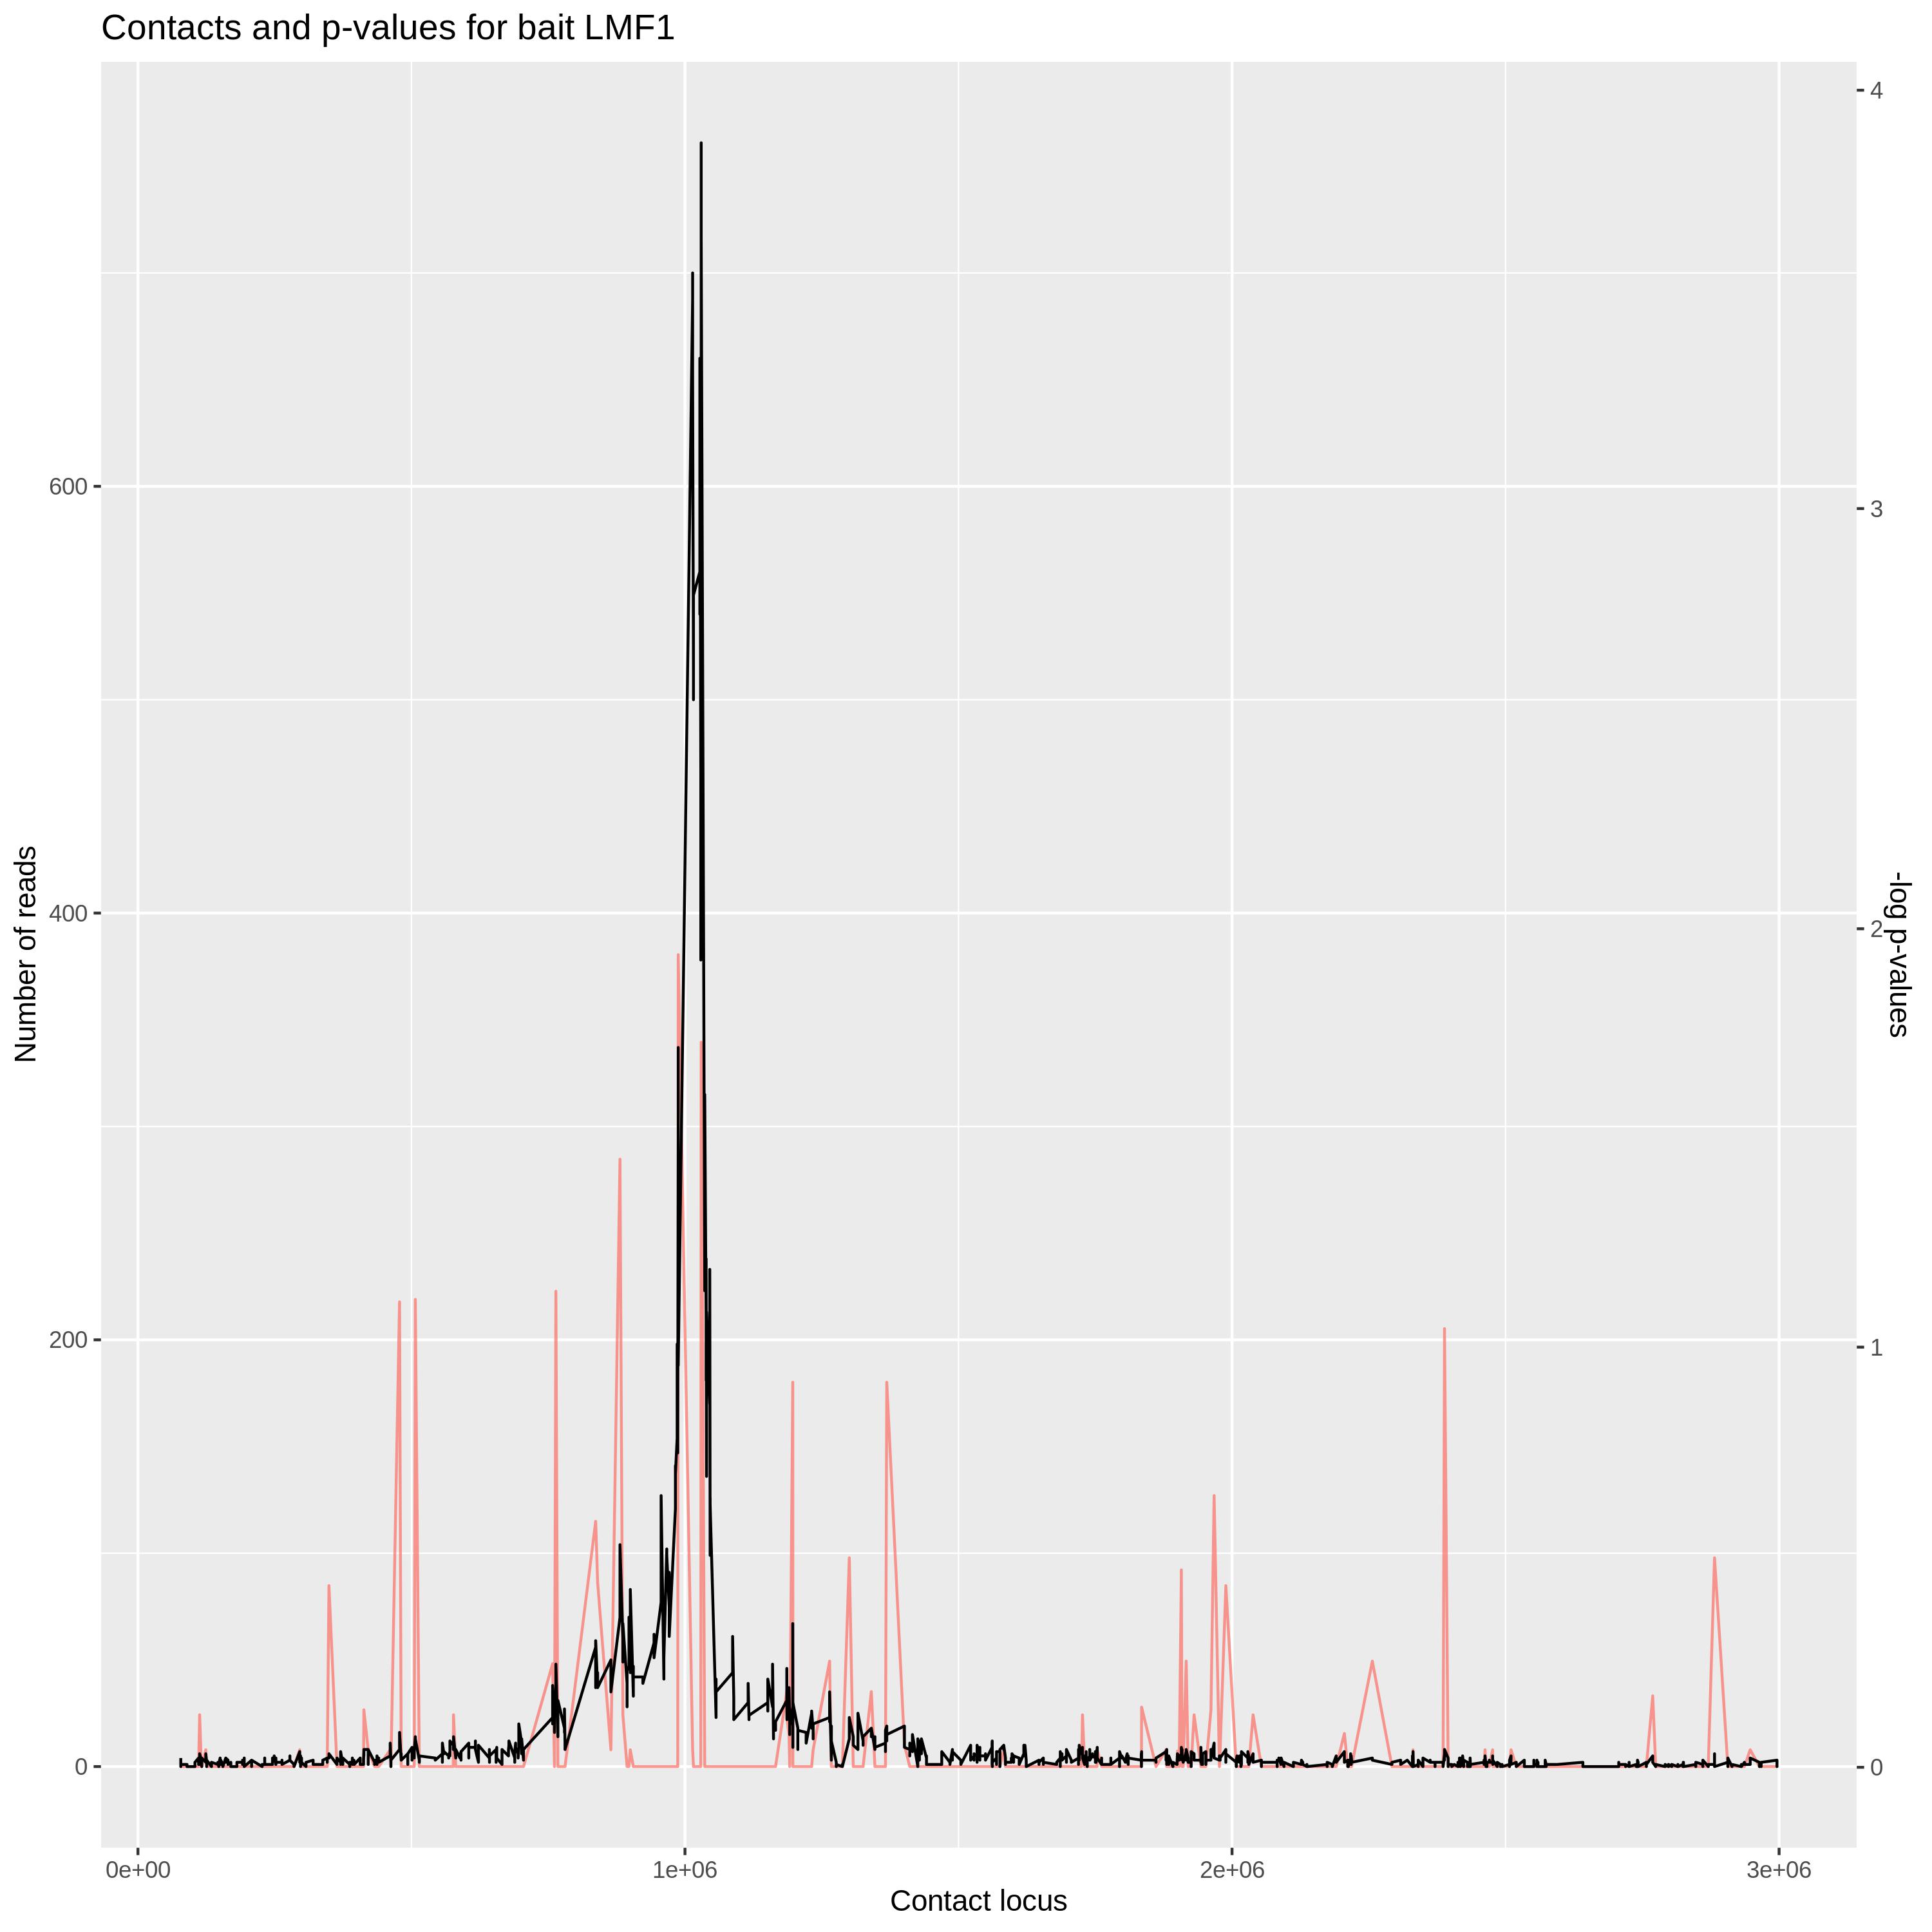 Contacts and p-values for bait LMF1
Number of reads
600
400
200
0
4
3
2
1
0
-log p-values
0e+00
1e+06
2e+06
3e+06
Contact locus